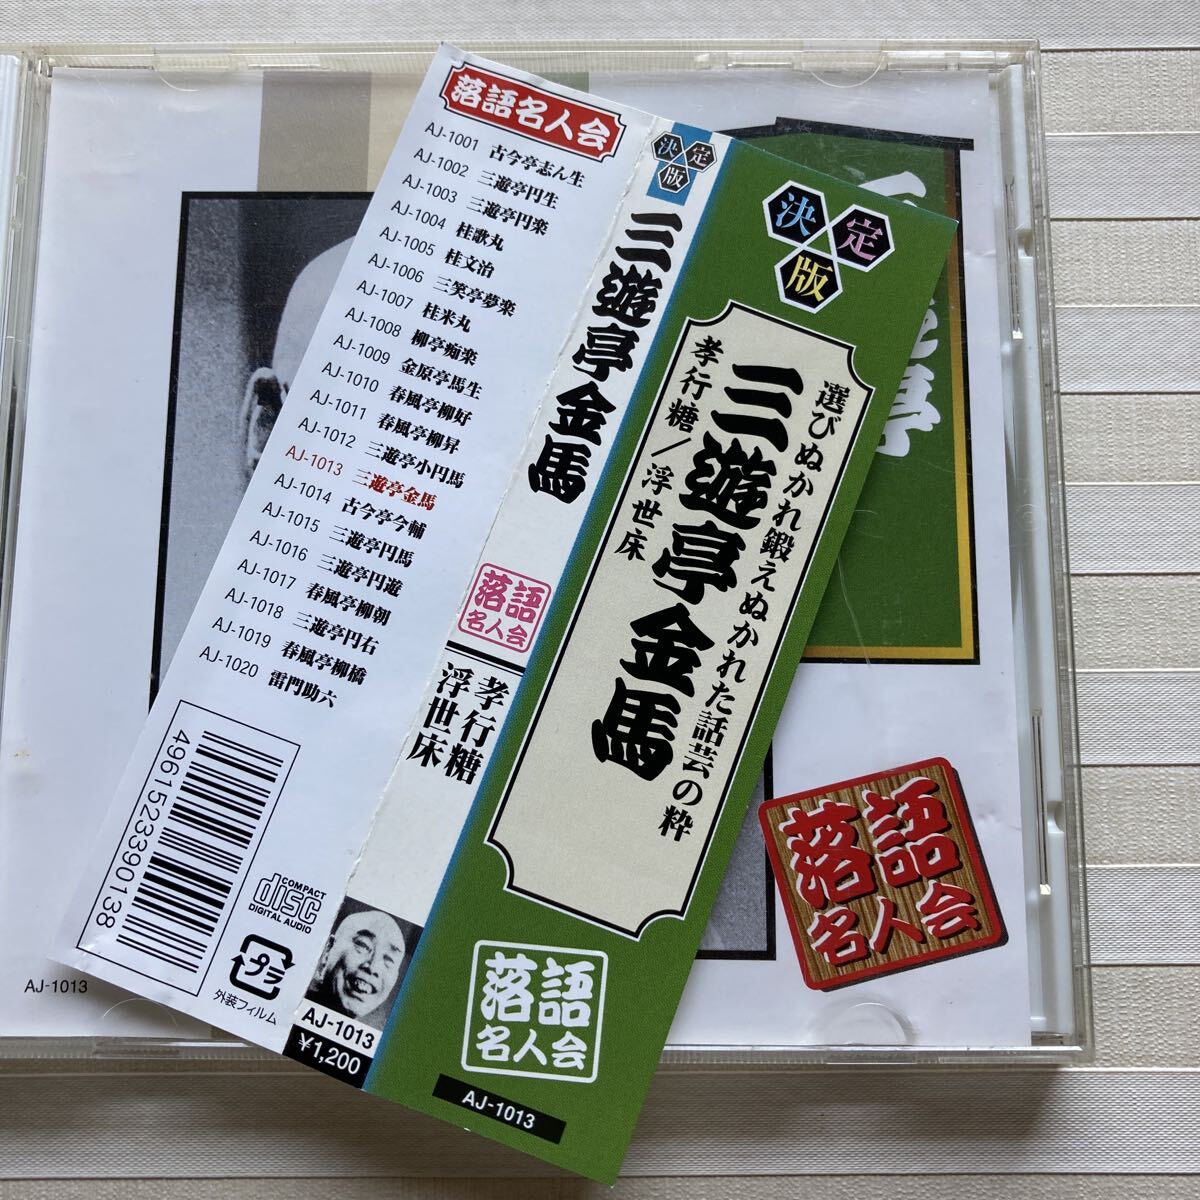 落語名人会
AJ-1001 古今亭志ん生
AJ-1002 三遊亭円生
AJ-1003 三遊亭円楽
AJ-1004 桂歌丸
AJ-1005 桂文治
AJ-1006 三笑亭夢楽
AJ-1007 桂米丸
AJ-1008 柳亭痴楽
AJ-1009 金原亭馬生
AJ-1010 春風亭柳好
AJ-1011 春風亭柳昇
AJ-1012 三遊亭小円馬
AJ-1013 三遊亭金馬
AJ-1014 古今亭今輔
AJ-1015 三遊亭円馬
AJ-1016 三遊亭円遊
AJ-1017 春風亭柳朝
AJ-1018 三遊亭円右
AJ-1019 春風亭柳橋
AJ-1020 雷門助六
4961523390138
COMPACT
disc
DIGITAL AUDIO
プラ
外装フィルム
決定版
三遊亭金馬
落語
名人会
孝行糖
浮世床
AJ-1013
¥1,200
決定版
選びぬかれ鍛えぬかれた話芸の粋
三遊亭金馬
孝行糖/浮世床
落語
名人会
AJ-1013
亭
落語
名人会
AJ-1013